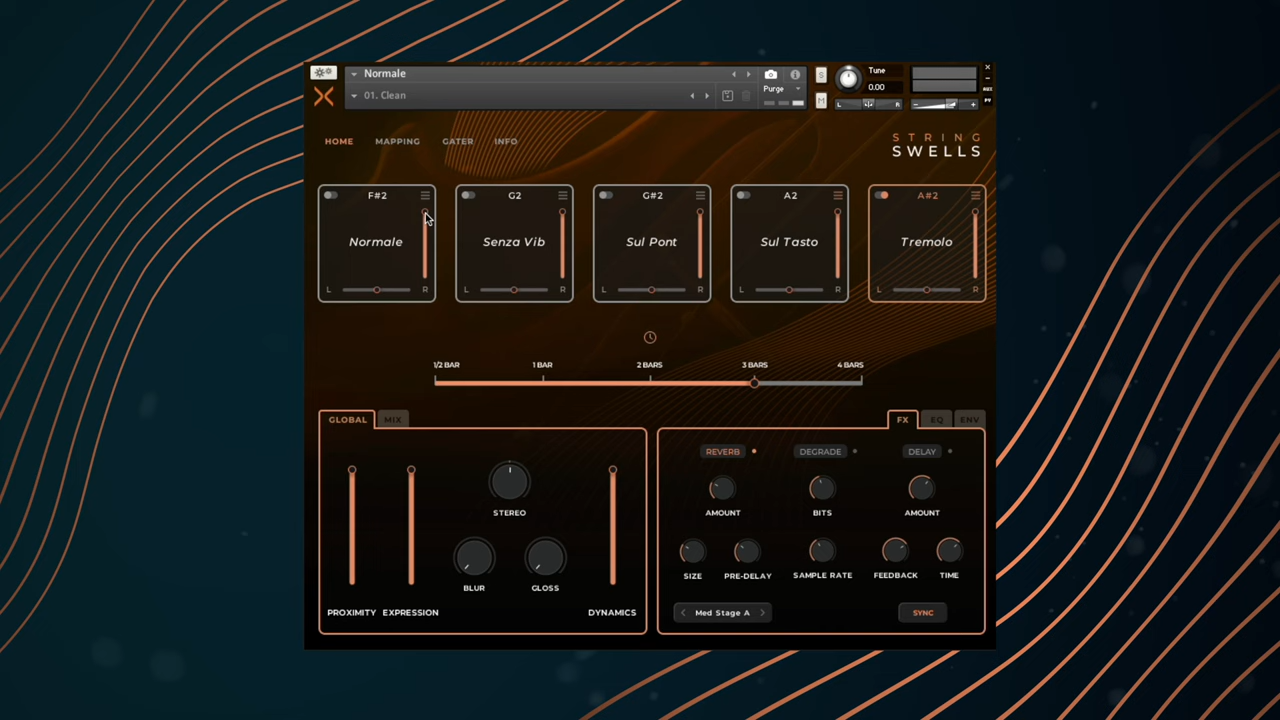 Normale
01. Clean
Purge
S
M
Tune
0.00
L R
AUX
PV
HOME MAPPING GATER INFO
STRING
SWELLS
F#2 G2 G#2 A2 A#2
Normale Senza Vib Sul Pont Sul Tasto Tremolo
L R L R L R L R L R
1/2 BAR 1 BAR 2 BARS 3 BARS 4 BARS
GLOBAL MIX
FX EQ ENV
REVERB DEGRADE DELAY
AMOUNT BITS AMOUNT
STEREO
SIZE PRE-DELAY SAMPLE RATE FEEDBACK TIME
BLUR GLOSS
PROXIMITY EXPRESSION DYNAMICS
Med Stage A
SYNC